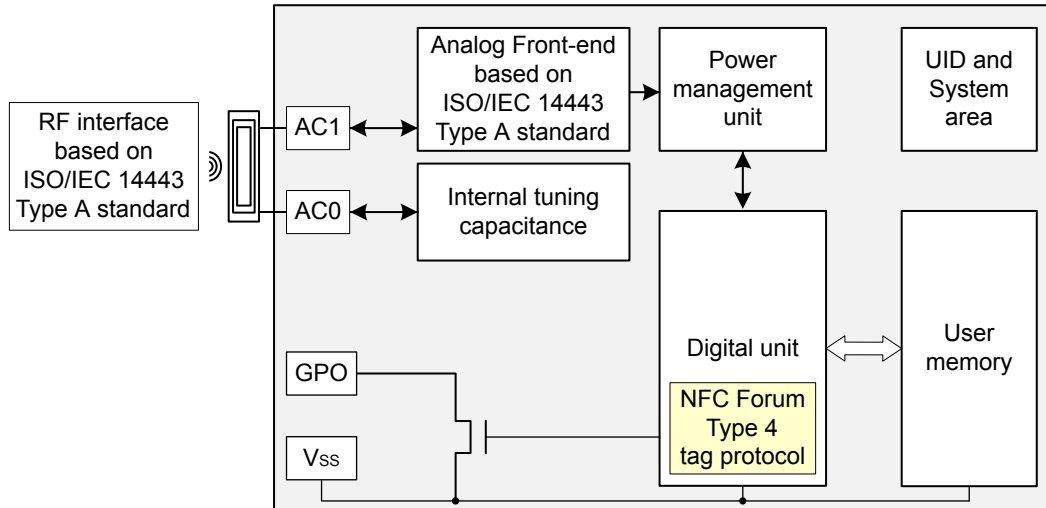 RF interface
based on
ISO/IEC 14443
Type A standard
AC1
AC0
Analog Front-end
based on
ISO/IEC 14443
Type A standard
Internal tuning
capacitance
Power
management
unit
UID and
System
area
GPO
Vss
Digital unit
NFC Forum
Type 4
tag protocol
User
memory